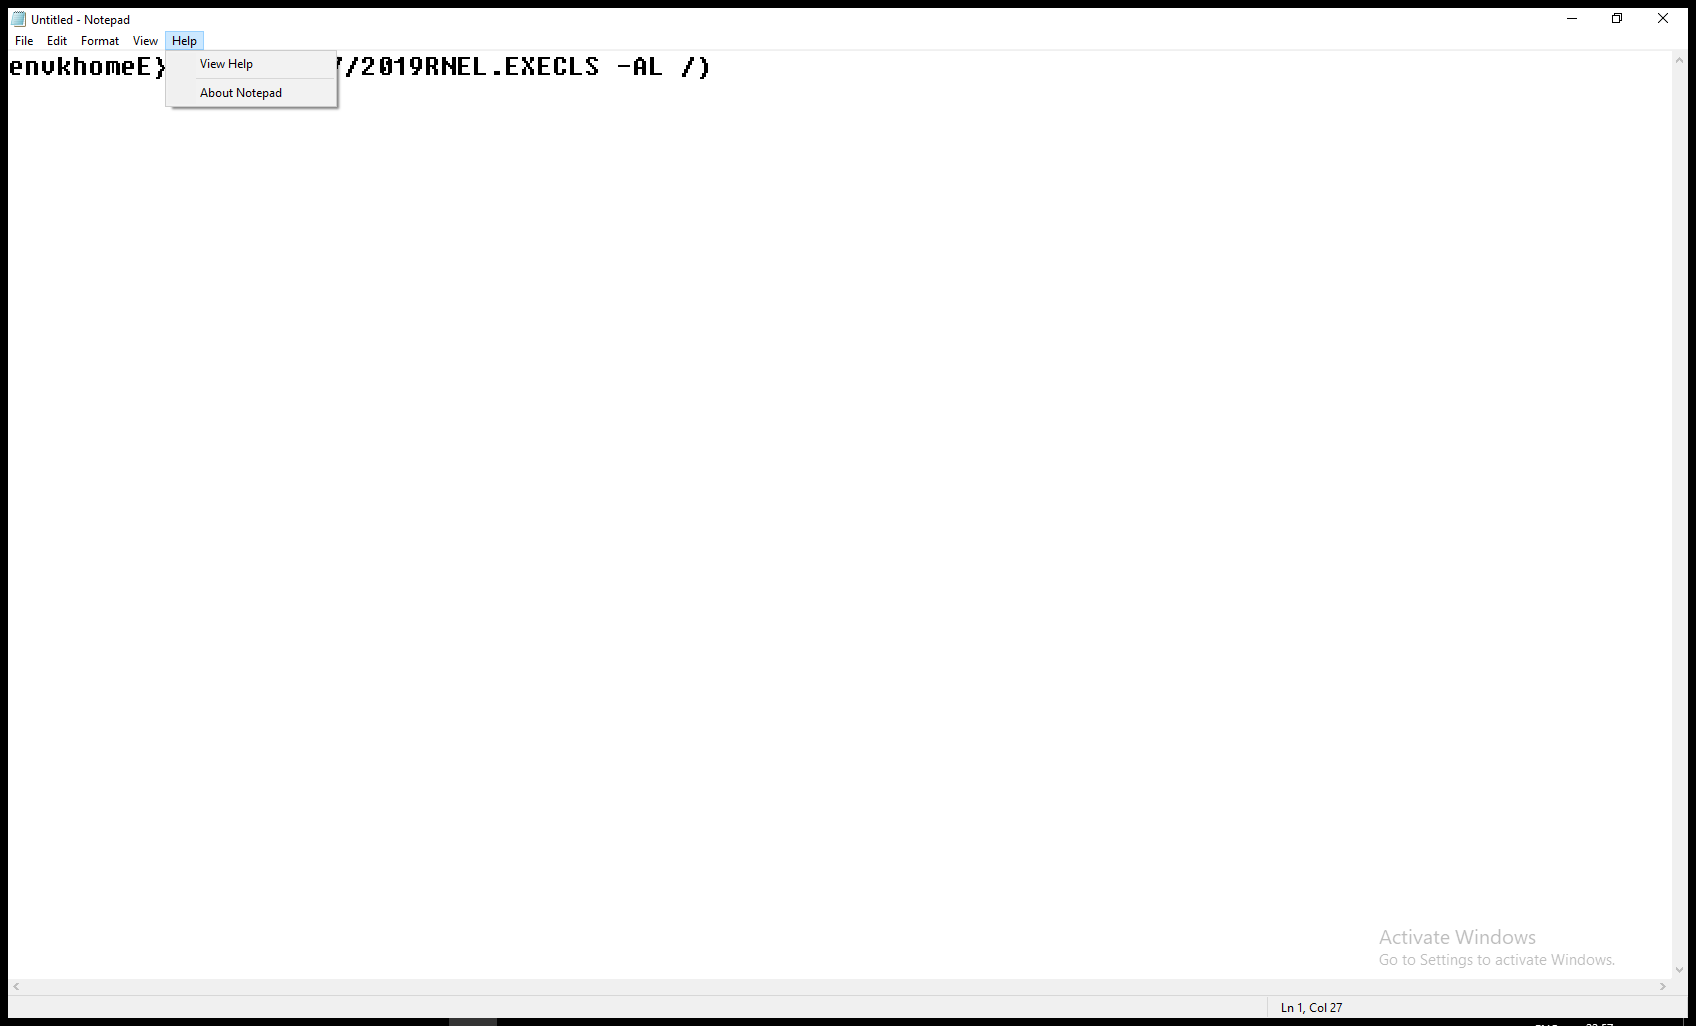 Untitled - Notepad
File Edit Format View Help
envkhomeE} /2019RNEL.EXECLS -AL /)
View Help
About Notepad
Activate Windows
Go to Settings to activate Windows.
Ln 1, Col 27